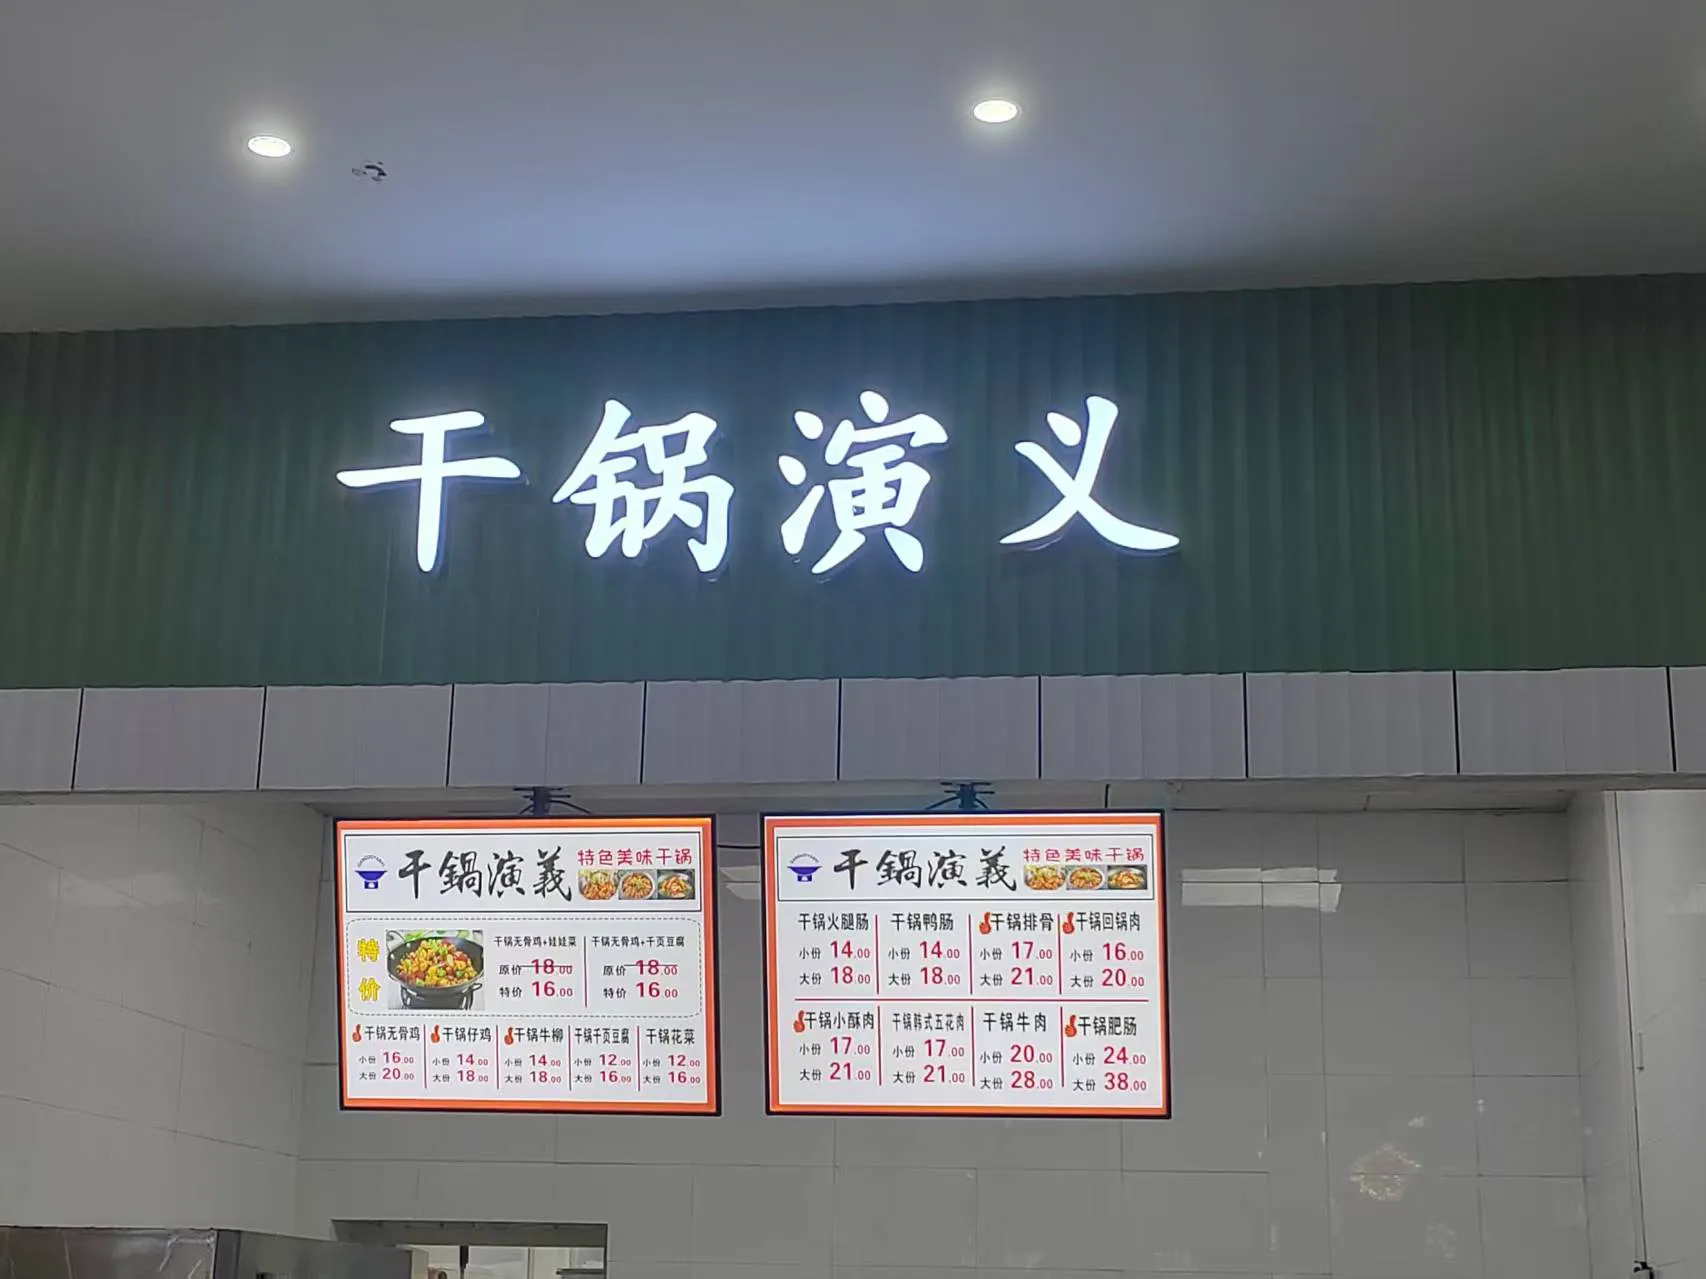 干锅演义
干鍋演義
特色美味干锅
特价
干锅无骨鸡+娃娃菜
原价 18.00
特价 16.00
干锅无骨鸡+千页豆腐
原价 18.00
特价 16.00
干锅无骨鸡
小份 16.00
大份 20.00
干锅仔鸡
小份 14.00
大份 18.00
干锅牛柳
小份 14.00
大份 18.00
干锅千页豆腐
小份 12.00
大份 16.00
干锅花菜
小份 12.00
大份 16.00
干鍋演義
特色美味干锅
干锅火腿肠
小份 14.00
大份 18.00
干锅鸭肠
小份 14.00
大份 18.00
干锅排骨
小份 17.00
大份 21.00
干锅回锅肉
小份 16.00
大份 20.00
干锅小酥肉
小份 17.00
大份 21.00
干锅韩式五花肉
小份 17.00
大份 21.00
干锅牛肉
小份 20.00
大份 28.00
干锅肥肠
小份 24.00
大份 38.00